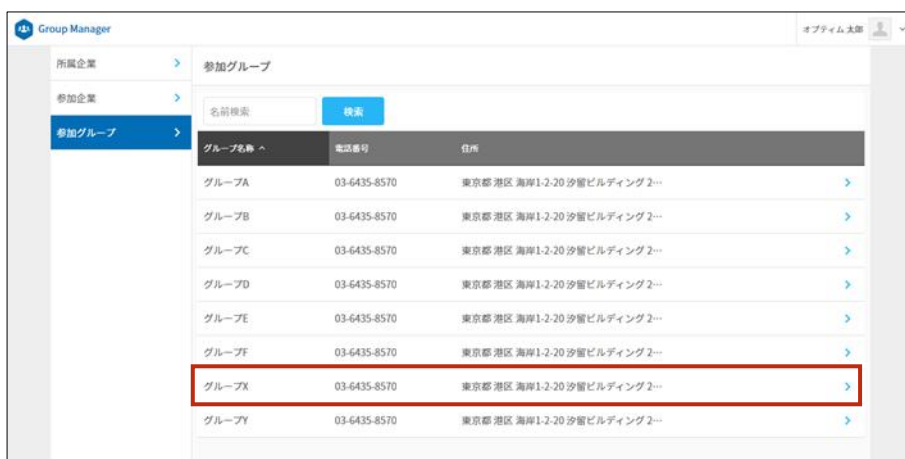 Group Manager
オプティム 太郎
所属企業
参加企業
参加グループ
参加グループ
名前検索 検索
グループ名称 電話番号 住所
グループA 03-6435-8570 東京都 港区 海岸1-2-20 汐留ビルディング 2…
グループB 03-6435-8570 東京都 港区 海岸1-2-20 汐留ビルディング 2…
グループC 03-6435-8570 東京都 港区 海岸1-2-20 汐留ビルディング 2…
グループD 03-6435-8570 東京都 港区 海岸1-2-20 汐留ビルディング 2…
グループE 03-6435-8570 東京都 港区 海岸1-2-20 汐留ビルディング 2…
グループF 03-6435-8570 東京都 港区 海岸1-2-20 汐留ビルディング 2…
グループX 03-6435-8570 東京都 港区 海岸1-2-20 汐留ビルディング 2…
グループY 03-6435-8570 東京都 港区 海岸1-2-20 汐留ビルディング 2…